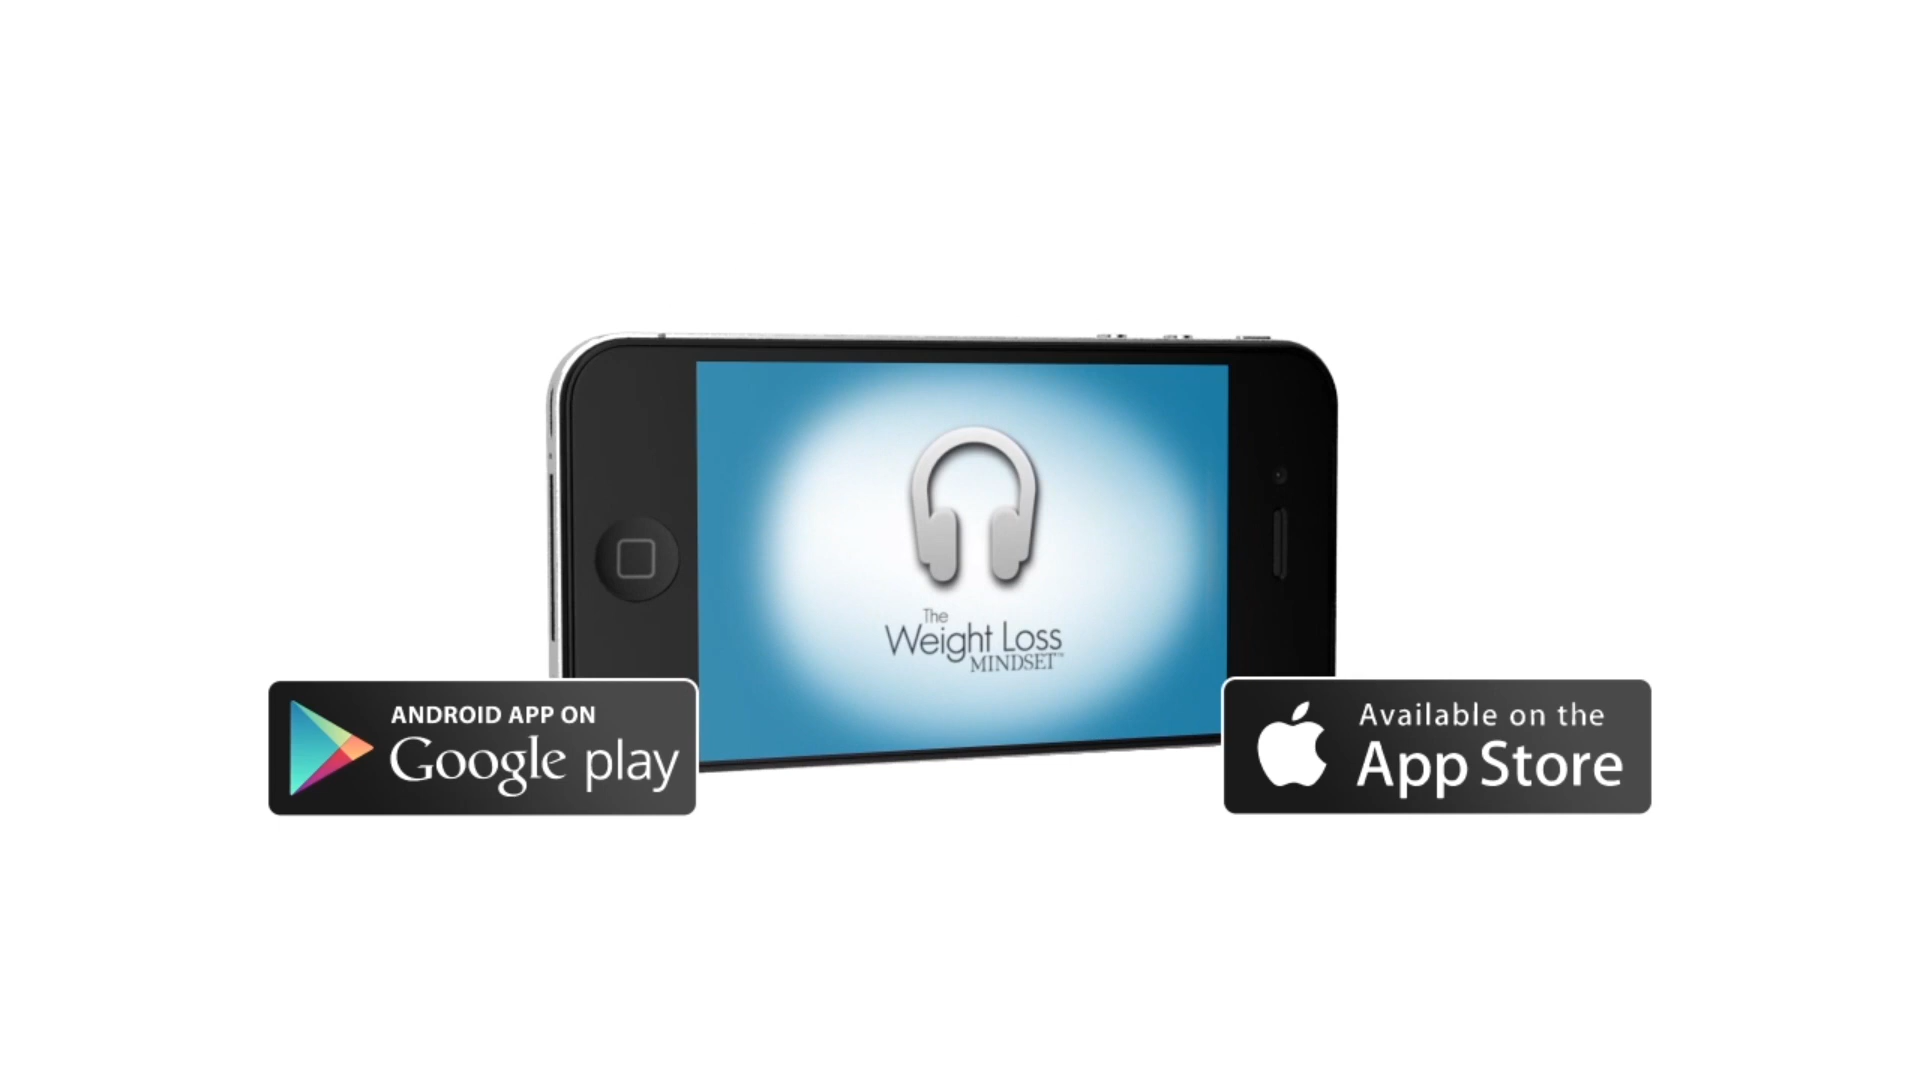 The
Weight Loss
MINDSET™
ANDROID APP ON
Google play
Available on the
App Store